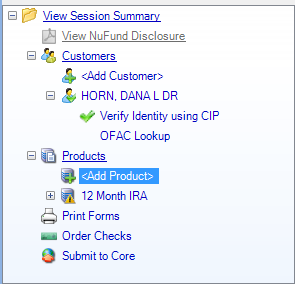 View Session Summary
View NuFund Disclosure
Customers
<Add Customer>
HORN, DANA L DR
Verify Identity using CIP
OFAC Lookup
Products
<Add Product>
12 Month IRA
Print Forms
Order Checks
Submit to Core